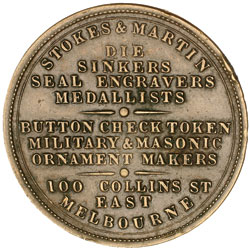 STOKES & MARTIN
DIE
SINKERS
SEAL ENGRAVERS
MEDALLISTS
BUTTON CHECK TOKEN
MILITARY & MASONIC
ORNAMENT MAKERS
100 COLLINS ST
EAST
MELBOURNE